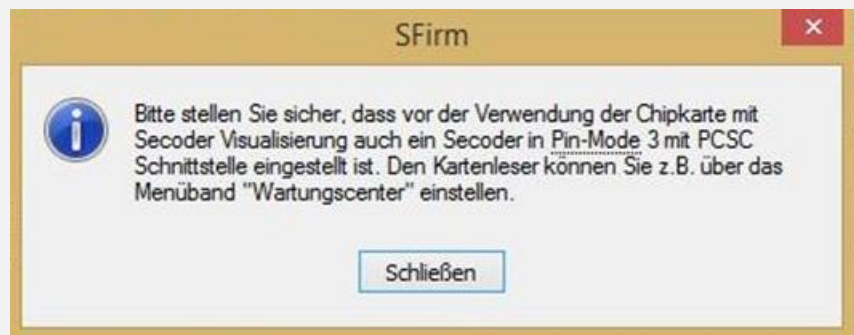 SFirm
Bitte stellen Sie sicher, dass vor der Verwendung der Chipkarte mit
Secoder Visualisierung auch ein Secoder in Pin-Mode 3 mit PCSC
Schnittstelle eingestellt ist. Den Kartenleser können Sie z.B. über das
Menüband "Wartungscenter" einstellen.
Schließen